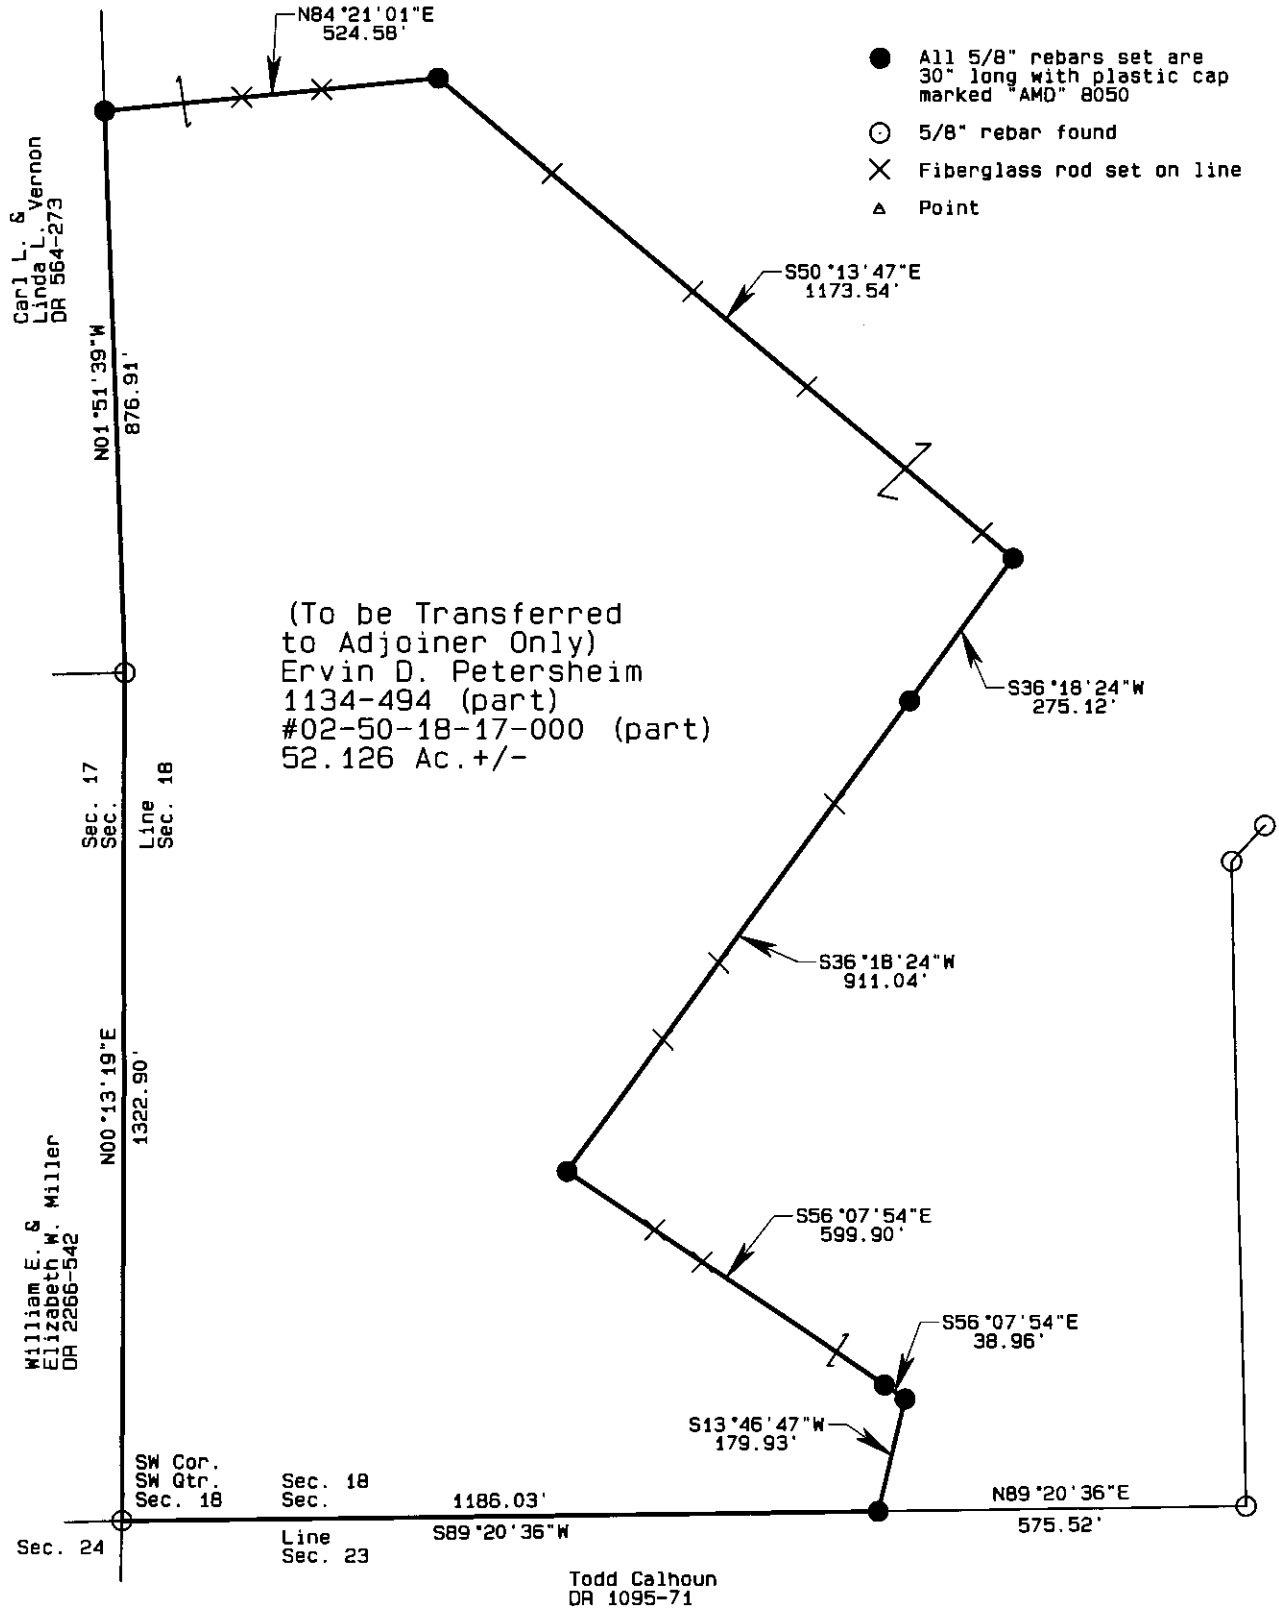 N84°21'01"E
524.58'
All 5/8" rebars set are
30" long with plastic cap
marked "AMD" 8050
5/8" rebar found
Fiberglass rod set on line
Point
Carl L. &
Linda L. Vernon
DR 564-273
S50°13'47"E
1173.54'
N01°51'39"W
876.91'
(To be Transferred
to Adjoiner Only)
Ervin D. Petersheim
1134-494 (part)
#02-50-18-17-000 (part)
52.126 Ac.+/-
S36°18'24"W
275.12'
Sec. 17
Sec.
Line
Sec. 18
S36°18'24"W
911.04'
N00°13'19"E
1322.90'
William E. &
Elizabeth W. Miller
DR 2266-542
S56°07'54"E
599.90'
S56°07'54"E
38.96'
S13°46'47"W
179.93'
SW Cor.
SW Qtr.
Sec. 18
Sec. 18
Sec.
1186.03'
S89°20'36"W
N89°20'36"E
575.52'
Sec. 24
Line
Sec. 23
Todd Calhoun
DR 1095-71